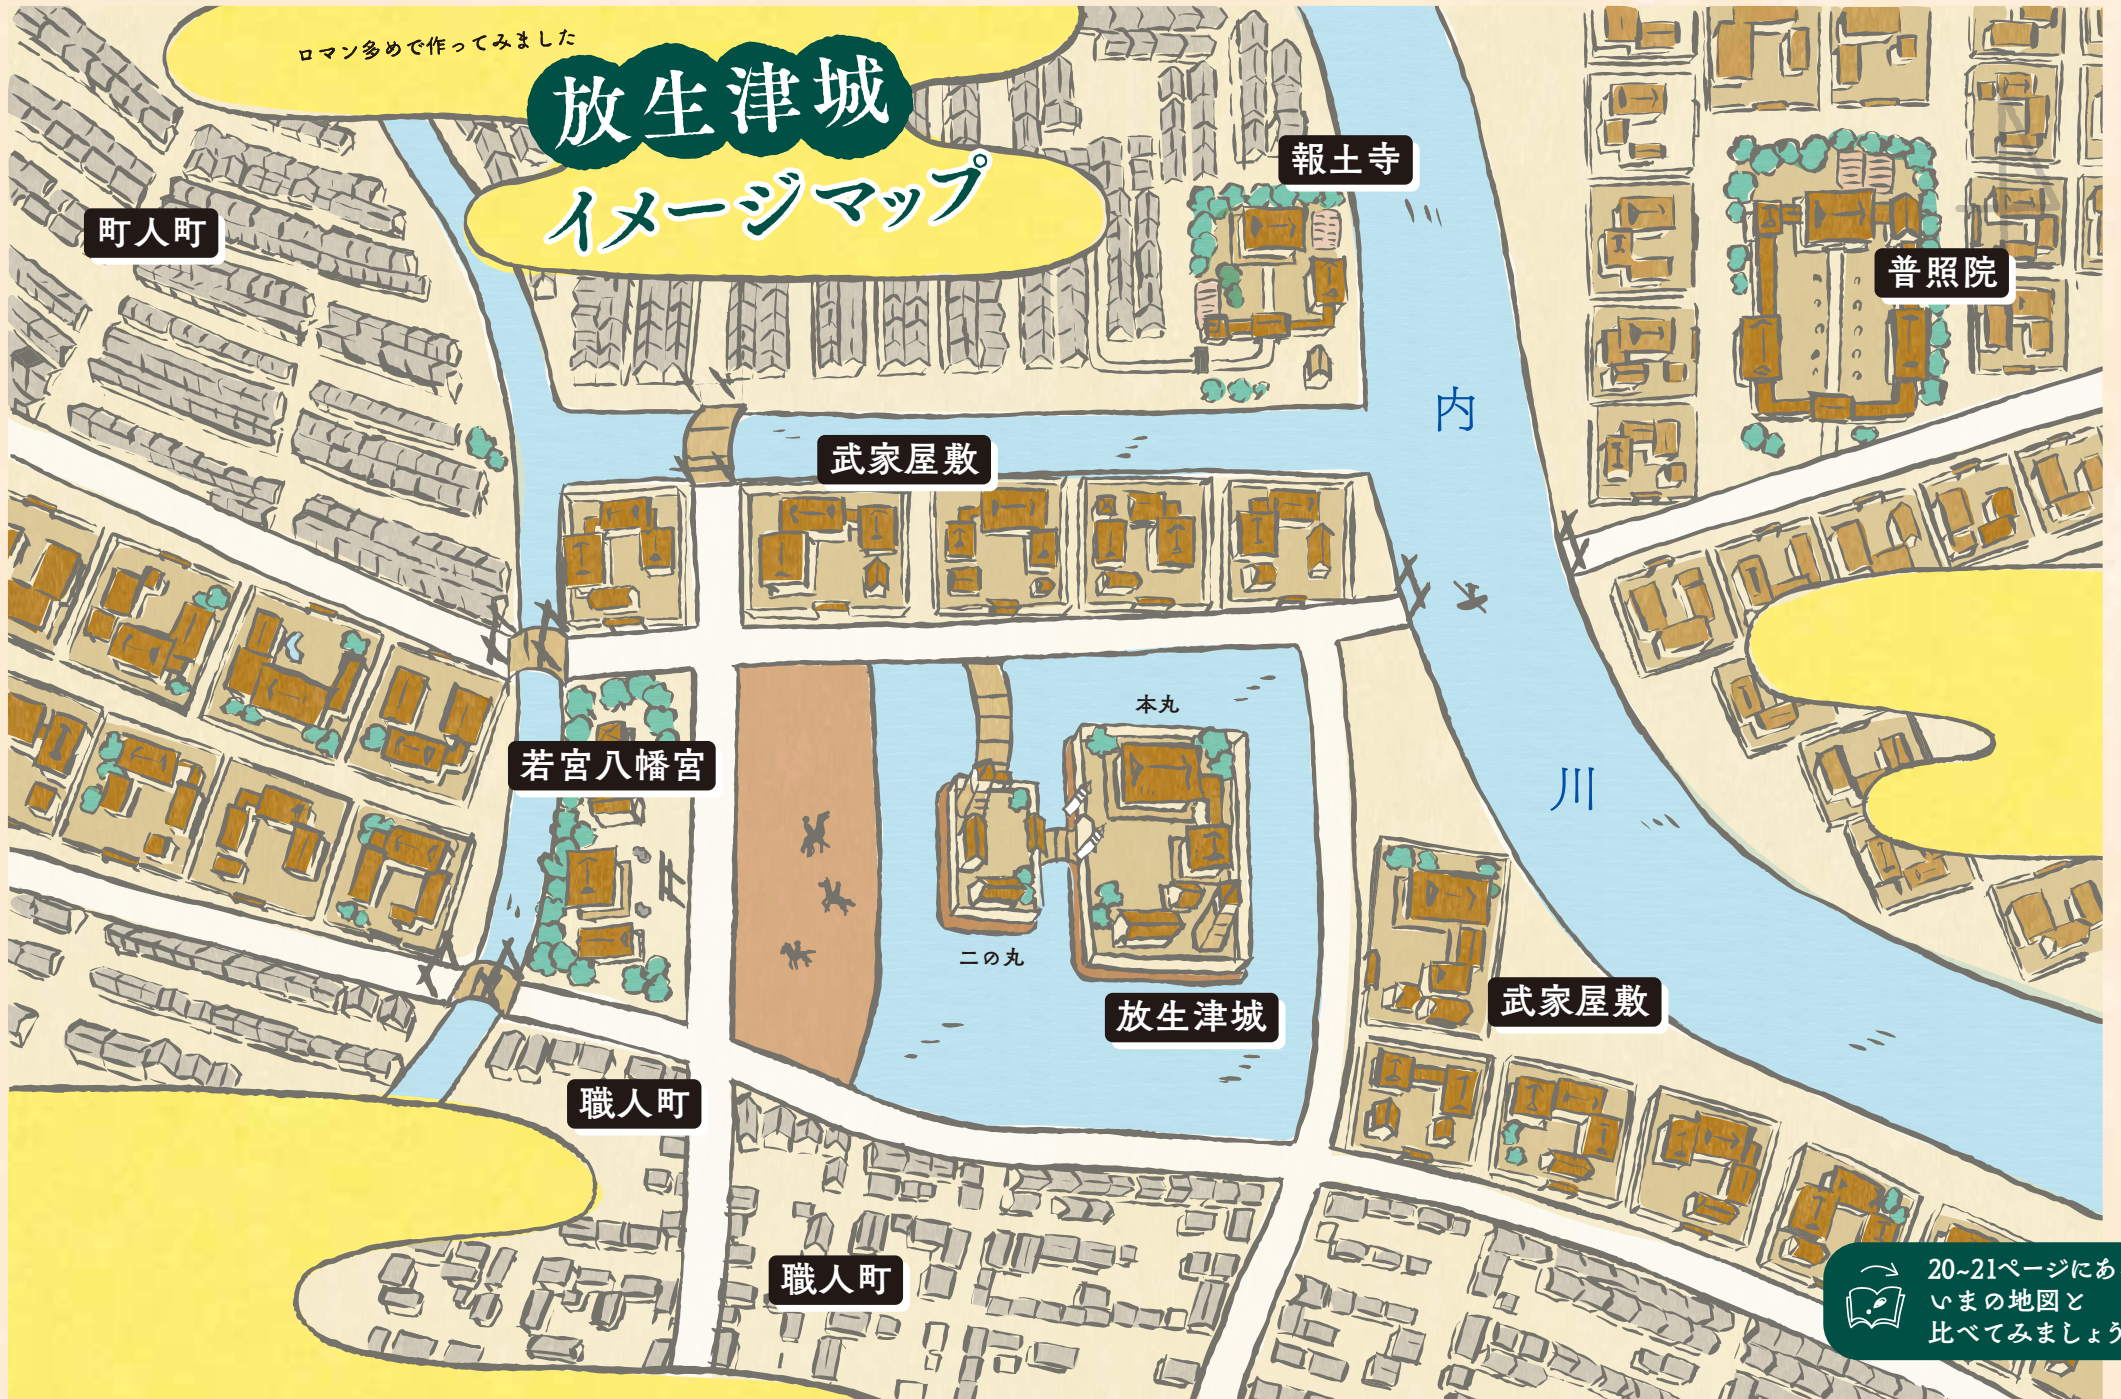 ロマン多めで作ってみました
放生津城
イメージマップ
報土寺
町人町
普照院
内
武家屋敷
本丸
若宮八幡宮
川
二の丸
放生津城
武家屋敷
職人町
職人町
20~21ページにあ
いまの地図と
比べてみましょう